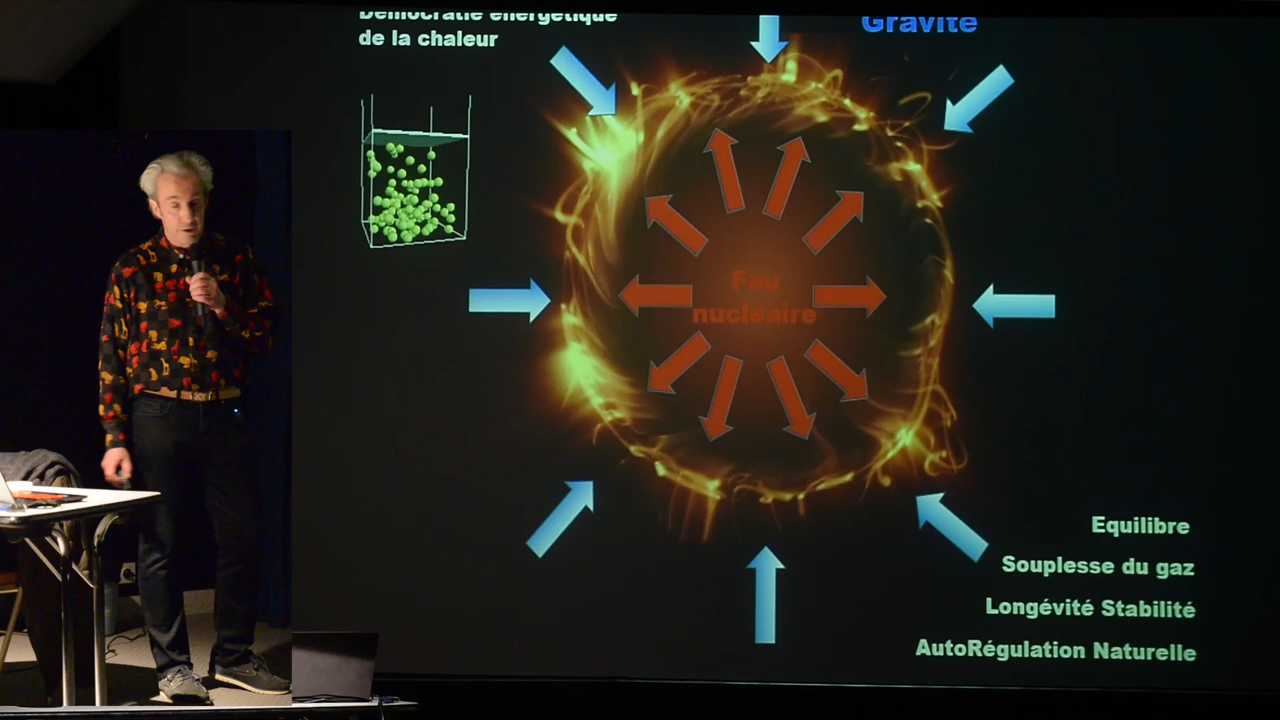 Démocratie énergétique
de la chaleur
Gravité
Feu
nucléaire
Equilibre
Souplesse du gaz
Longévité Stabilité
AutoRégulation Naturelle